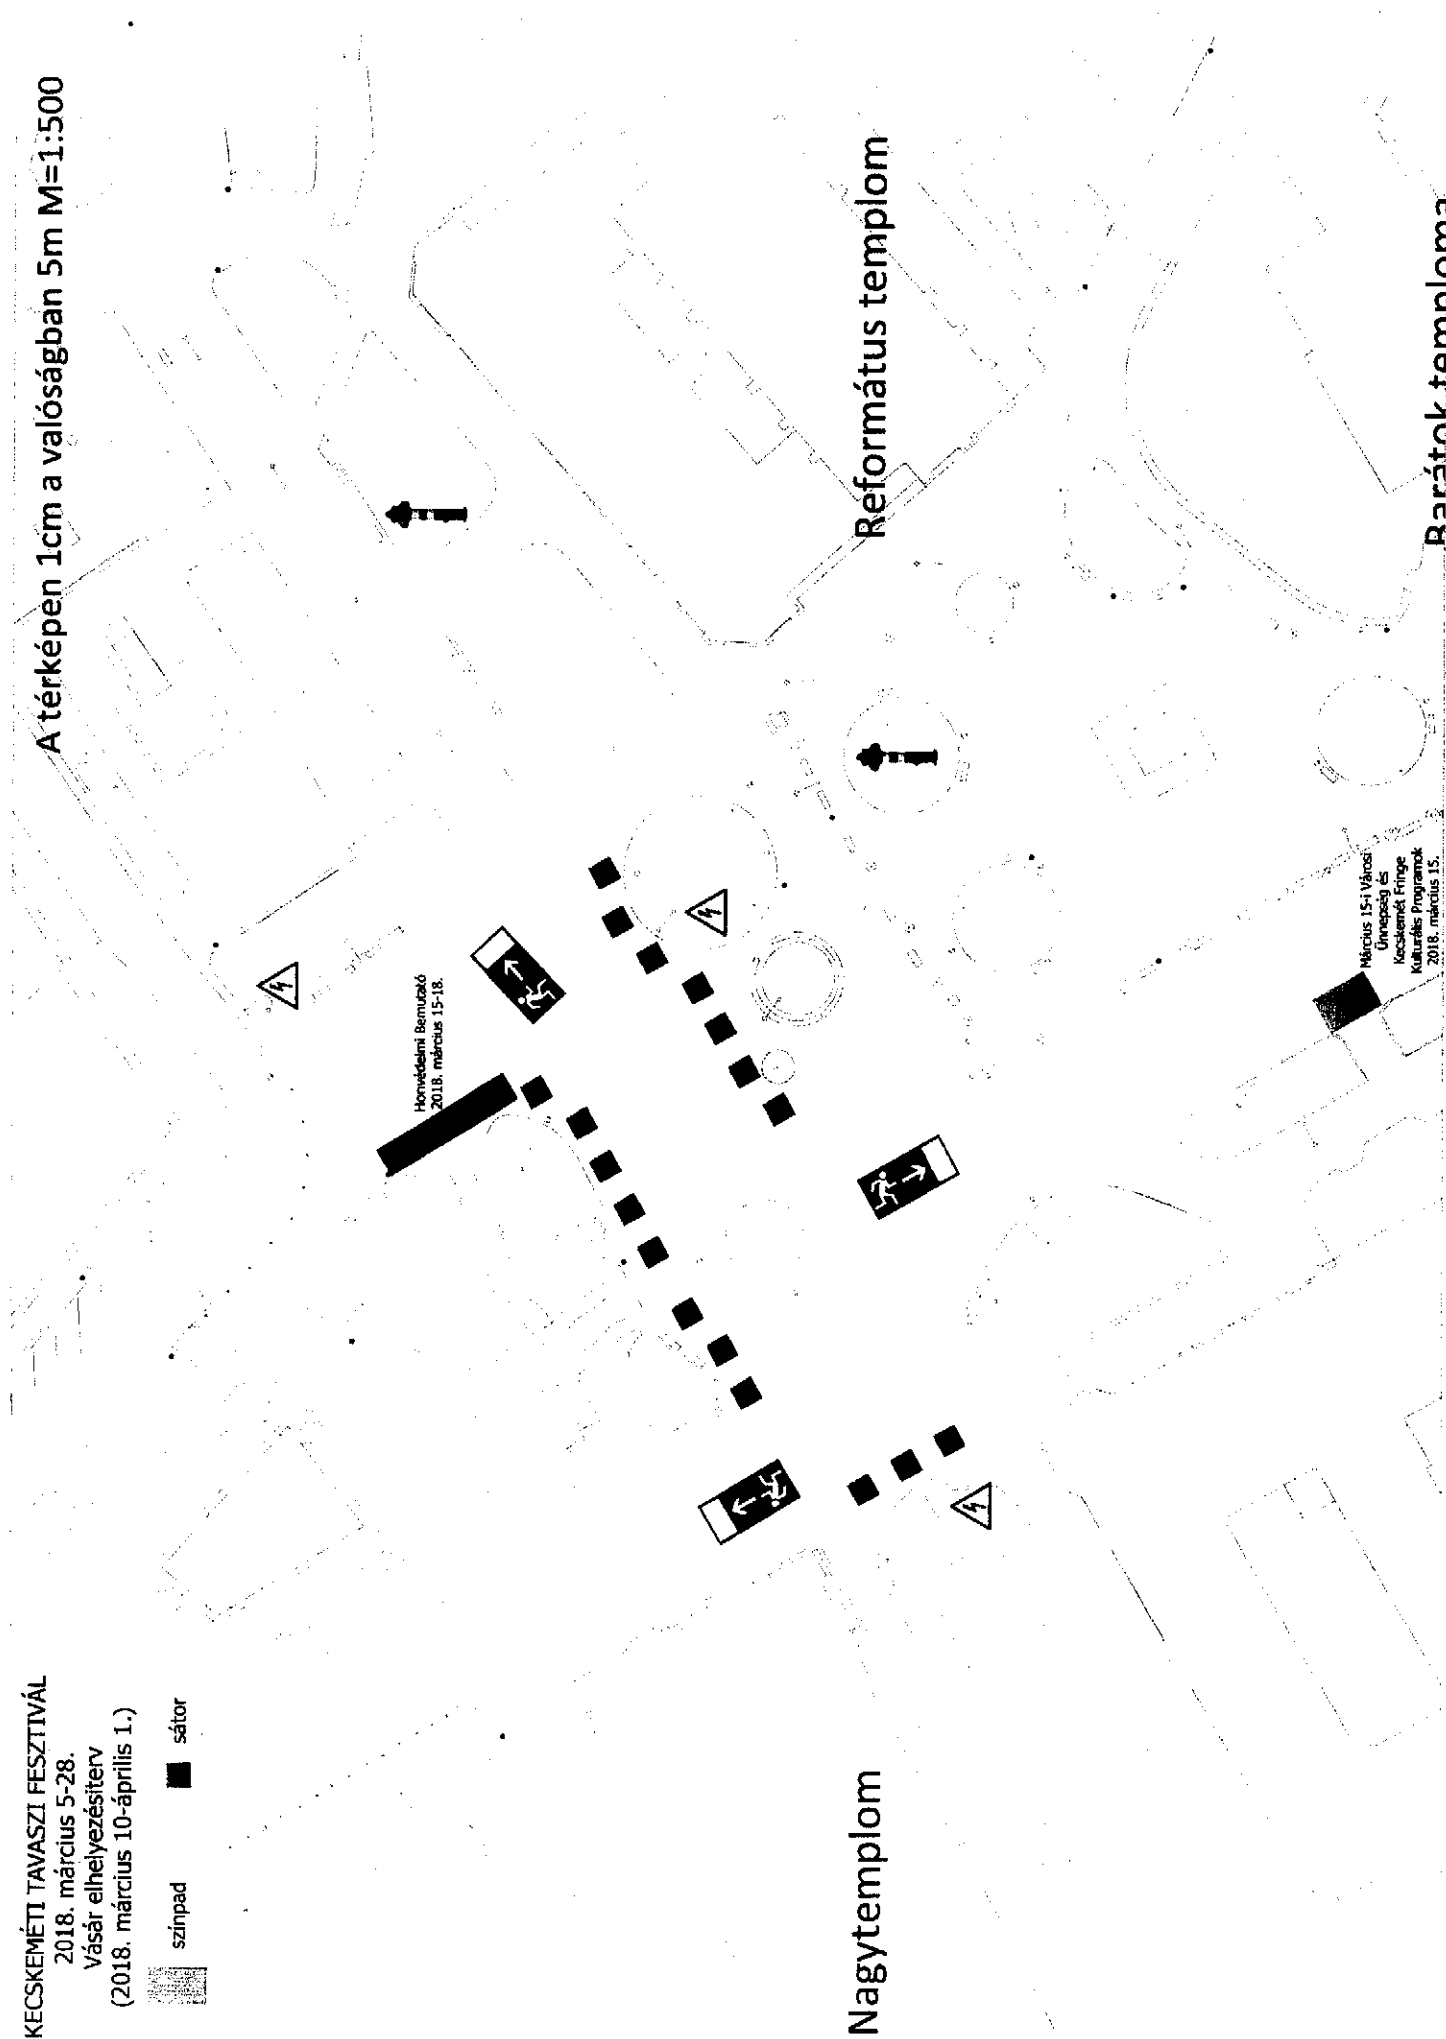 KECSKEMÉTI TAVASZI FESZTIVÁL
2018. március 5-28.
Vásár elhelyezésiterv
(2018. március 10-április 1.)
színpad
sátor
A térképen 1cm a valóságban 5m M=1:500
Honvédelmi Bemutató
2018. március 15-18.
Nagytemplom
Református templom
Március 15-i Városi
Ünnepség és
Kecskemét Fringe
Kulturális Programok
2018. március 15.
Barátok temploma